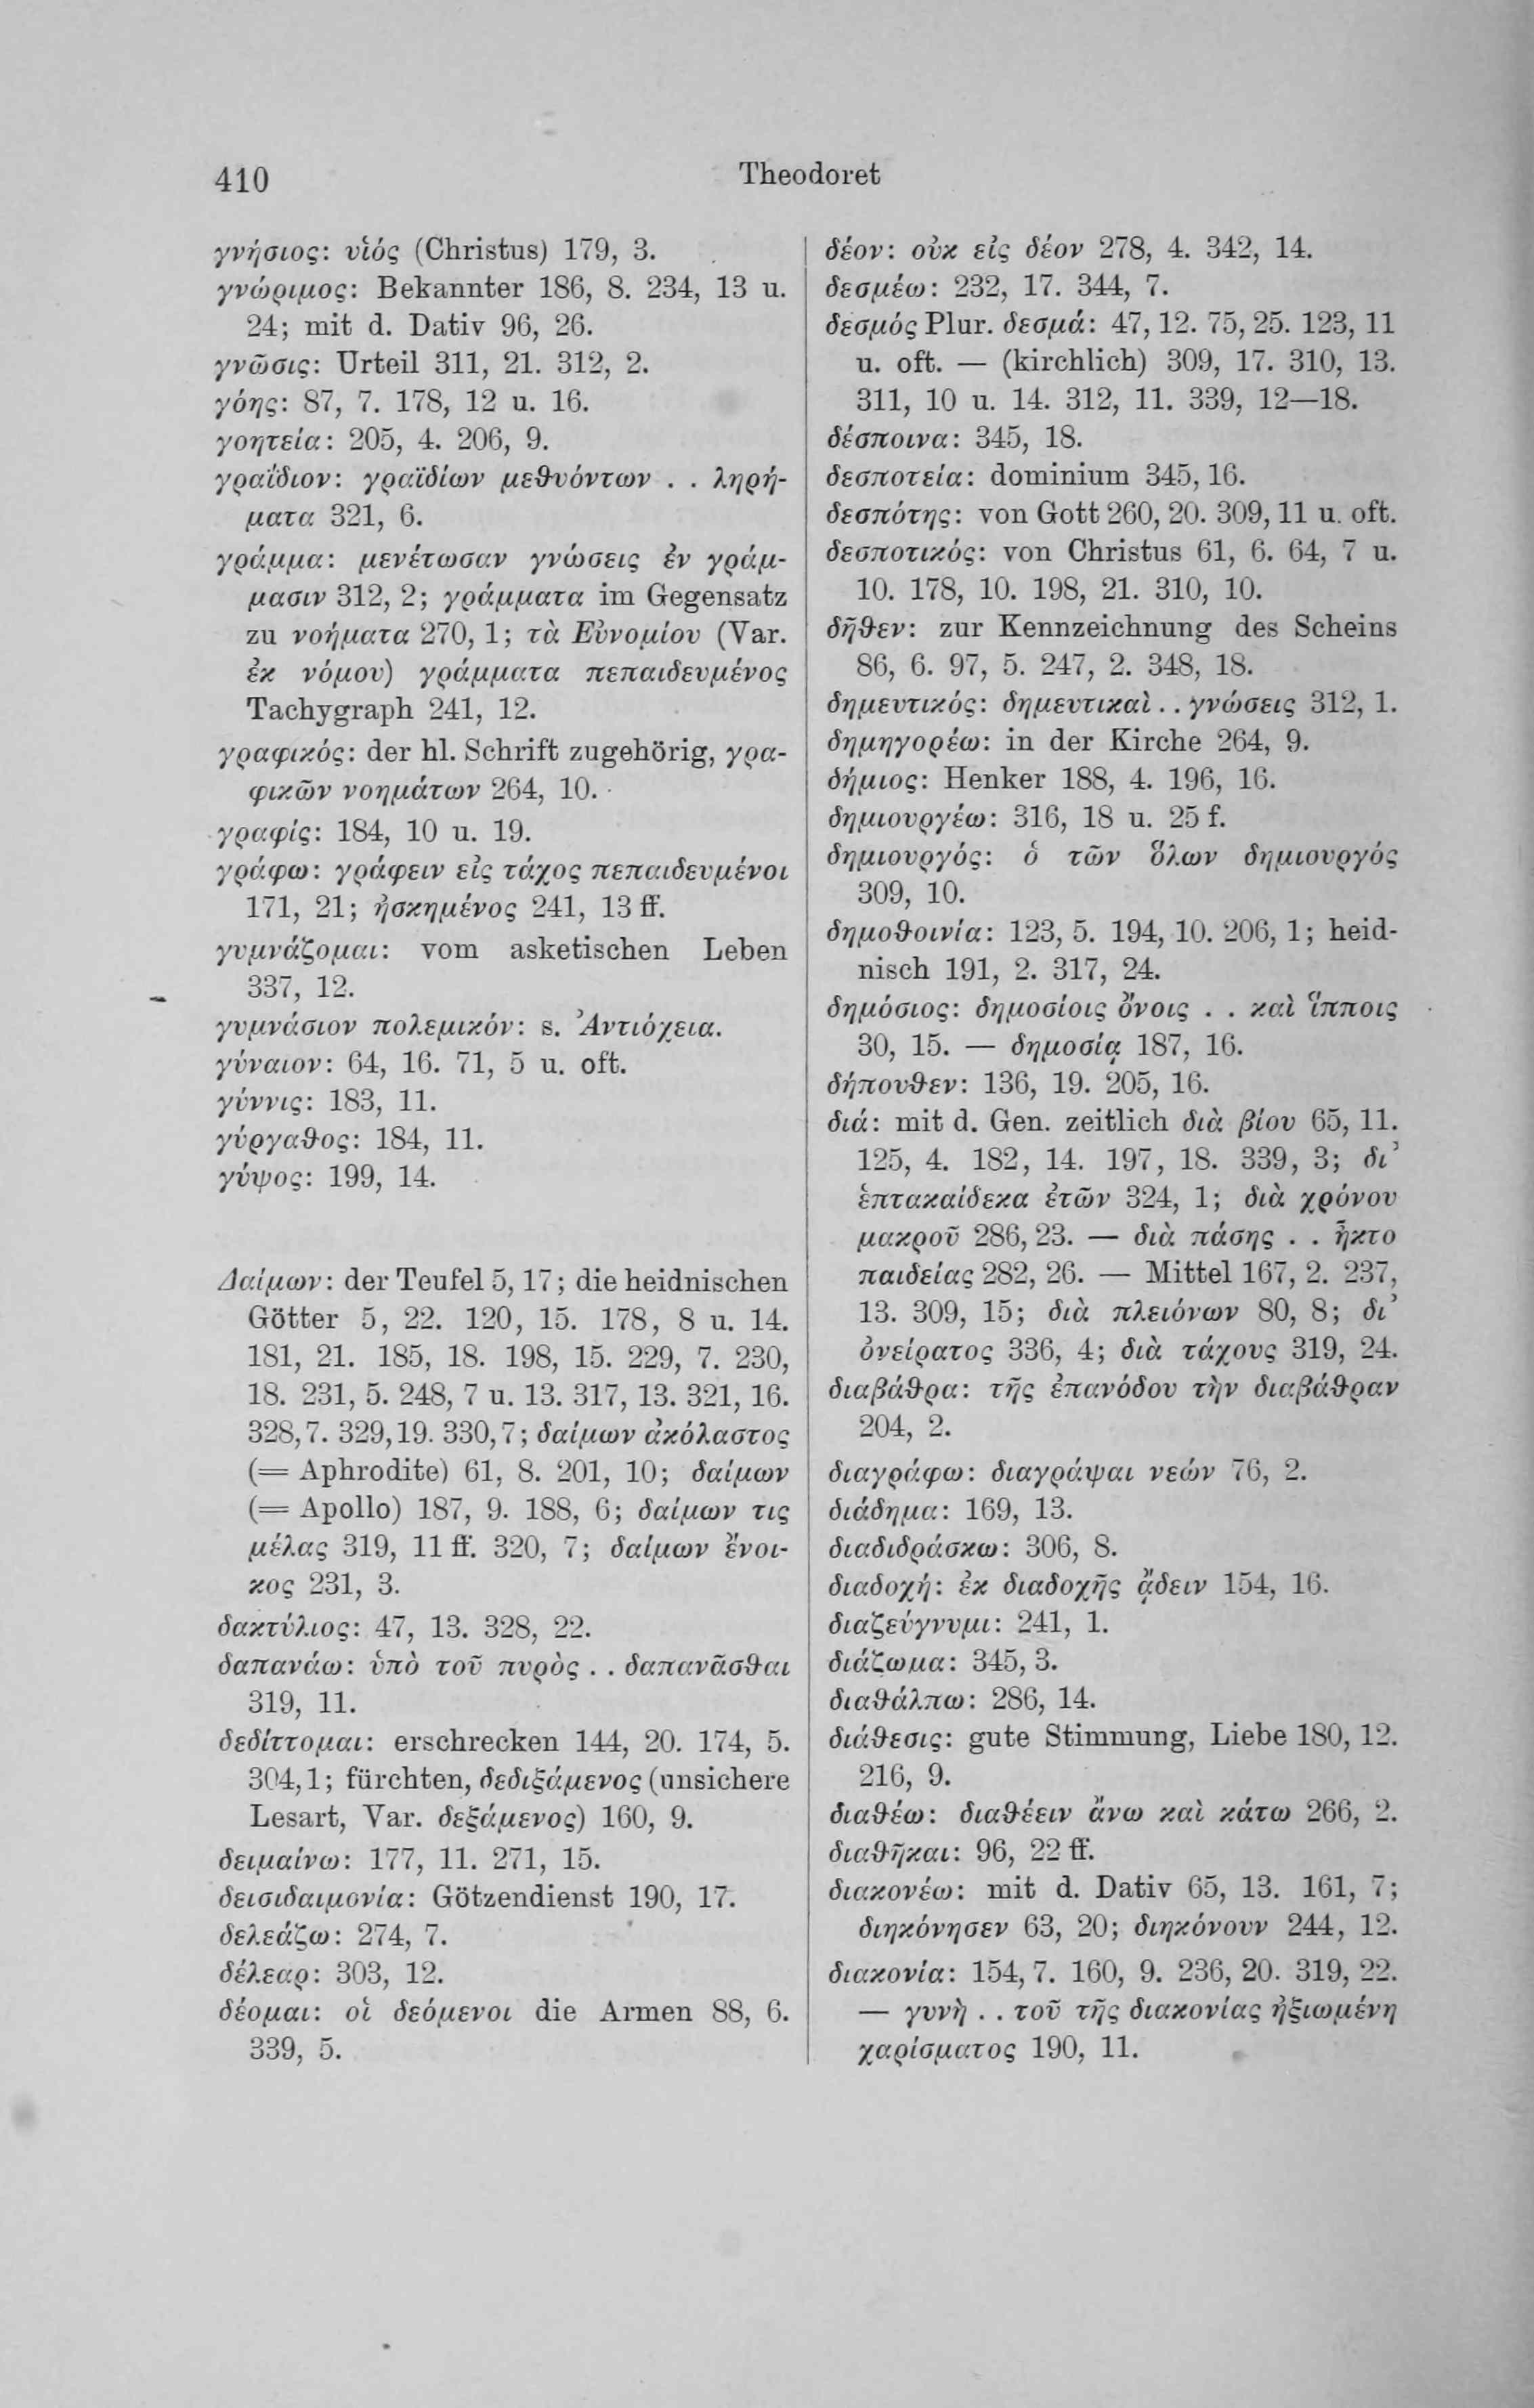 410
Theodoret
γνήσιος: υἱός (Christus) 179, 3.
γνώριμος: Bekannter 186, 8. 234, 13 u.
24; mit d. Dativ 96, 26.
γνῶσις: Urteil 311, 21. 312, 2.
γόης: 87, 7. 178, 12 u. 16.
γοητεία: 205, 4. 206, 9.
γραΐδιον: γραϊδίων μεθυόντων . . ληρή-
ματα 321, 6.
γράμμα: μενέτωσαν γνώσεις ἐν γράμ-
μασιν 312, 2; γράμματα im Gegensatz
zu νοήματα 270, 1; τὰ Εὐνομίου (Var.
ἐκ νόμου) γράμματα πεπαιδευμένος
Tachygraph 241, 12.
γραφικός: der hl. Schrift zugehörig, γρα-
φικῶν νοημάτων 264, 10.
γραφίς: 184, 10 u. 19.
γράφω: γράφειν εἰς τάχος πεπαιδευμένοι
171, 21; ἠσκημένος 241, 13 ff.
γυμνάζομαι: vom asketischen Leben
337, 12.
γυμνάσιον πολεμικόν: s. Ἀντιόχεια.
γύναιον: 64, 16. 71, 5 u. oft.
γύννις: 183, 11.
γύργαθος: 184, 11.
γύψος: 199, 14.
Δαίμων: der Teufel 5, 17; die heidnischen
Götter 5, 22. 120, 15. 178, 8 u. 14.
181, 21. 185, 18. 198, 15. 229, 7. 230,
18. 231, 5. 248, 7 u. 13. 317, 13. 321, 16.
328, 7. 329, 19. 330, 7; δαίμων ἀκόλαστος
(= Aphrodite) 61, 8. 201, 10; δαίμων
(= Apollo) 187, 9. 188, 6; δαίμων τις
μέλας 319, 11 ff. 320, 7; δαίμων ἔνοι-
κος 231, 3.
δακτύλιος: 47, 13. 328, 22.
δαπανάω: ὑπὸ τοῦ πυρὸς . . δαπανᾶσθαι
319, 11.
δεδίττομαι: erschrecken 144, 20. 174, 5.
304, 1; fürchten, δεδιξάμενος (unsichere
Lesart, Var. δεξάμενος) 160, 9.
δειμαίνω: 177, 11. 271, 15.
δεισιδαιμονία: Götzendienst 190, 17.
δελεάζω: 274, 7.
δέλεαρ: 303, 12.
δέομαι: οἱ δεόμενοι die Armen 88, 6.
339, 5.
δέον: οὐκ εἰς δέον 278, 4. 342, 14.
δεσμέω: 232, 17. 344, 7.
δεσμός Plur. δεσμά: 47, 12. 75, 25. 123, 11
u. oft. — (kirchlich) 309, 17. 310, 13.
311, 10 u. 14. 312, 11. 339, 12—18.
δέσποινα: 345, 18.
δεσποτεία: dominium 345, 16.
δεσπότης: von Gott 260, 20. 309, 11 u. oft.
δεσποτικός: von Christus 61, 6. 64, 7 u.
10. 178, 10. 198, 21. 310, 10.
δῆθεν: zur Kennzeichnung des Scheins
86, 6. 97, 5. 247, 2. 348, 18.
δημευτικός: δημευτικαὶ . . γνώσεις 312, 1.
δημηγορέω: in der Kirche 264, 9.
δήμιος: Henker 188, 4. 196, 16.
δημιουργέω: 316, 18 u. 25 f.
δημιουργός: ὁ τῶν ὅλων δημιουργός
309, 10.
δημοθοινία: 123, 5. 194, 10. 206, 1; heid-
nisch 191, 2. 317, 24.
δημόσιος: δημοσίοις ὄνοις . . καὶ ἵπποις
30, 15. — δημοσίᾳ 187, 16.
δήπουθεν: 136, 19. 205, 16.
διά: mit d. Gen. zeitlich διὰ βίου 65, 11.
125, 4. 182, 14. 197, 18. 339, 3; δι’
ἑπτακαίδεκα ἐτῶν 324, 1; διὰ χρόνου
μακροῦ 286, 23. — διὰ πάσης . . ἧκτο
παιδείας 282, 26. — Mittel 167, 2. 237,
13. 309, 15; διὰ πλειόνων 80, 8; δι’
ὀνείρατος 336, 4; διὰ τάχους 319, 24.
διαβάθρα: τῆς ἐπανόδου τὴν διαβάθραν
204, 2.
διαγράφω: διαγράψαι νεών 76, 2.
διάδημα: 169, 13.
διαδιδράσκω: 306, 8.
διαδοχή: ἐκ διαδοχῆς ᾄδειν 154, 16.
διαζεύγνυμι: 241, 1.
διάζωμα: 345, 3.
διαθάλπω: 286, 14.
διάθεσις: gute Stimmung, Liebe 180, 12.
216, 9.
διαθέω: διαθέειν ἄνω καὶ κάτω 266, 2.
διαθῆκαι: 96, 22 ff.
διακονέω: mit d. Dativ 65, 13. 161, 7;
διηκόνησεν 63, 20; διηκόνουν 244, 12.
διακονία: 154, 7. 160, 9. 236, 20. 319, 22.
— γυνὴ . . τοῦ τῆς διακονίας ἠξιωμένη
χαρίσματος 190, 11.